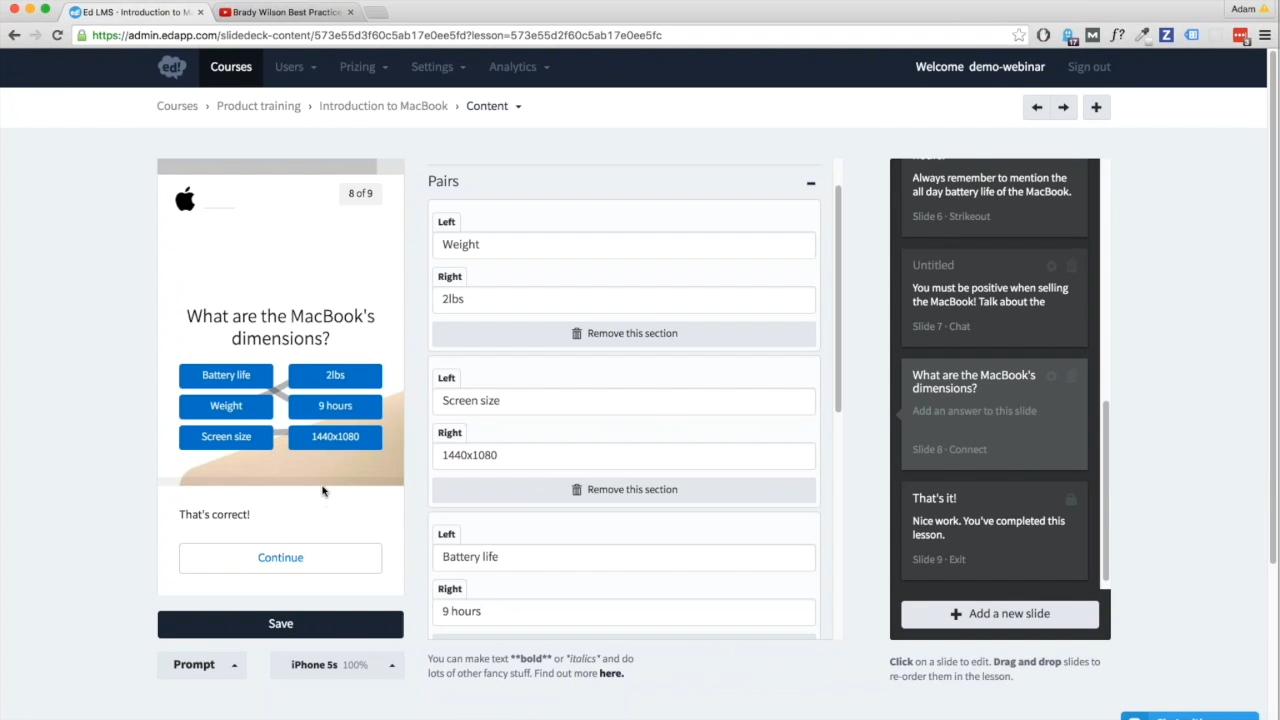 Ed LMS - Introduction to M
Brady Wilson Best Practice
Adam
https://admin.edapp.com/slidedeck-content/573e55d3f60c5ab17e0ee5fd?lesson=573e55d2f60c5ab17e0ee5fc
ed!
Courses
Users
Prizing
Settings
Analytics
Welcome demo-webinar
Sign out
Courses › Product training › Introduction to MacBook › Content
8 of 9
What are the MacBook's
dimensions?
Battery life
2lbs
Weight
9 hours
Screen size
1440x1080
That's correct!
Continue
Save
Prompt
iPhone 5s 100%
Pairs
Left
Weight
Right
2lbs
Remove this section
Left
Screen size
Right
1440x1080
Remove this section
Left
Battery life
Right
9 hours
You can make text **bold** or *italics* and do
lots of other fancy stuff. Find out more here.
Always remember to mention the
all day battery life of the MacBook.
Slide 6 · Strikeout
Untitled
You must be positive when selling
the MacBook! Talk about the
Slide 7 · Chat
What are the MacBook's
dimensions?
Add an answer to this slide
Slide 8 · Connect
That's it!
Nice work. You've completed this
lesson.
Slide 9 · Exit
Add a new slide
Click on a slide to edit. Drag and drop slides to
re-order them in the lesson.